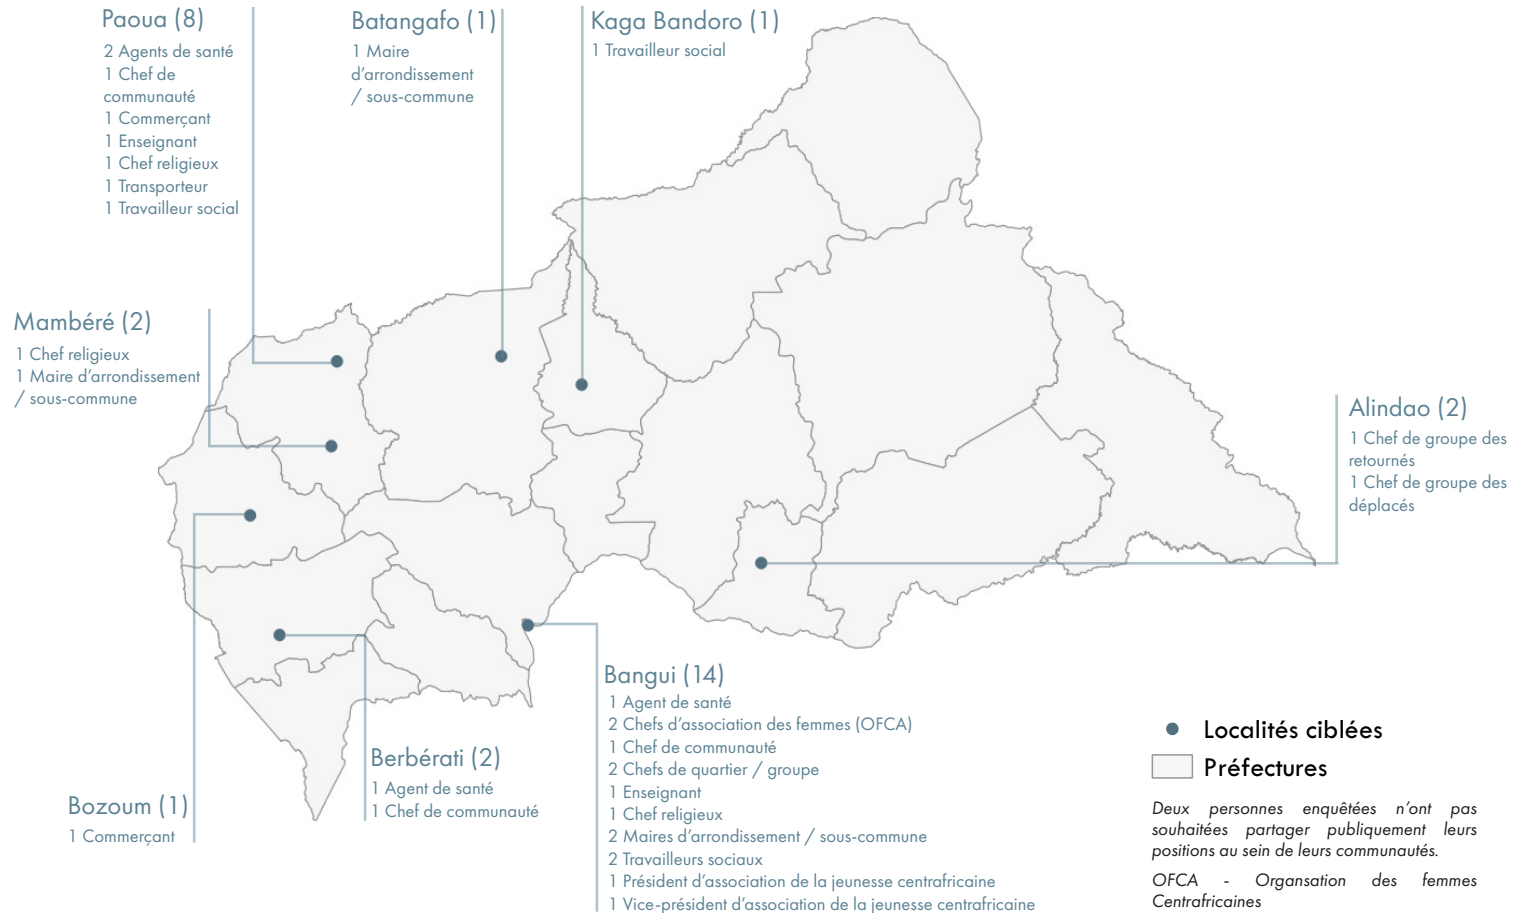 Paoua (8)
2 Agents de santé
1 Chef de
communauté
1 Commerçant
1 Enseignant
1 Chef religieux
1 Transporteur
1 Travailleur social
Batangafo (1)
1 Maire
d'arrondissement
/ sous-commune
Kaga Bandoro (1)
1 Travailleur social
Mambéré (2)
1 Chef religieux
1 Maire d'arrondissement
/ sous-commune
Alindao (2)
1 Chef de groupe des
retournés
1 Chef de groupe des
déplacés
Bangui (14)
1 Agent de santé
2 Chefs d'association des femmes (OFCA)
1 Chef de communauté
2 Chefs de quartier / groupe
1 Enseignant
1 Chef religieux
2 Maires d'arrondissement / sous-commune
2 Travailleurs sociaux
1 Président d'association de la jeunesse centrafricaine
1 Vice-président d'association de la jeunesse centrafricaine
Berbérati (2)
1 Agent de santé
1 Chef de communauté
Bozoum (1)
1 Commerçant
Localités ciblées
Préfectures
Deux personnes enquêtées n'ont pas
souhaitées partager publiquement leurs
positions au sein de leurs communautés.
OFCA - Organsation des femmes
Centrafricaines